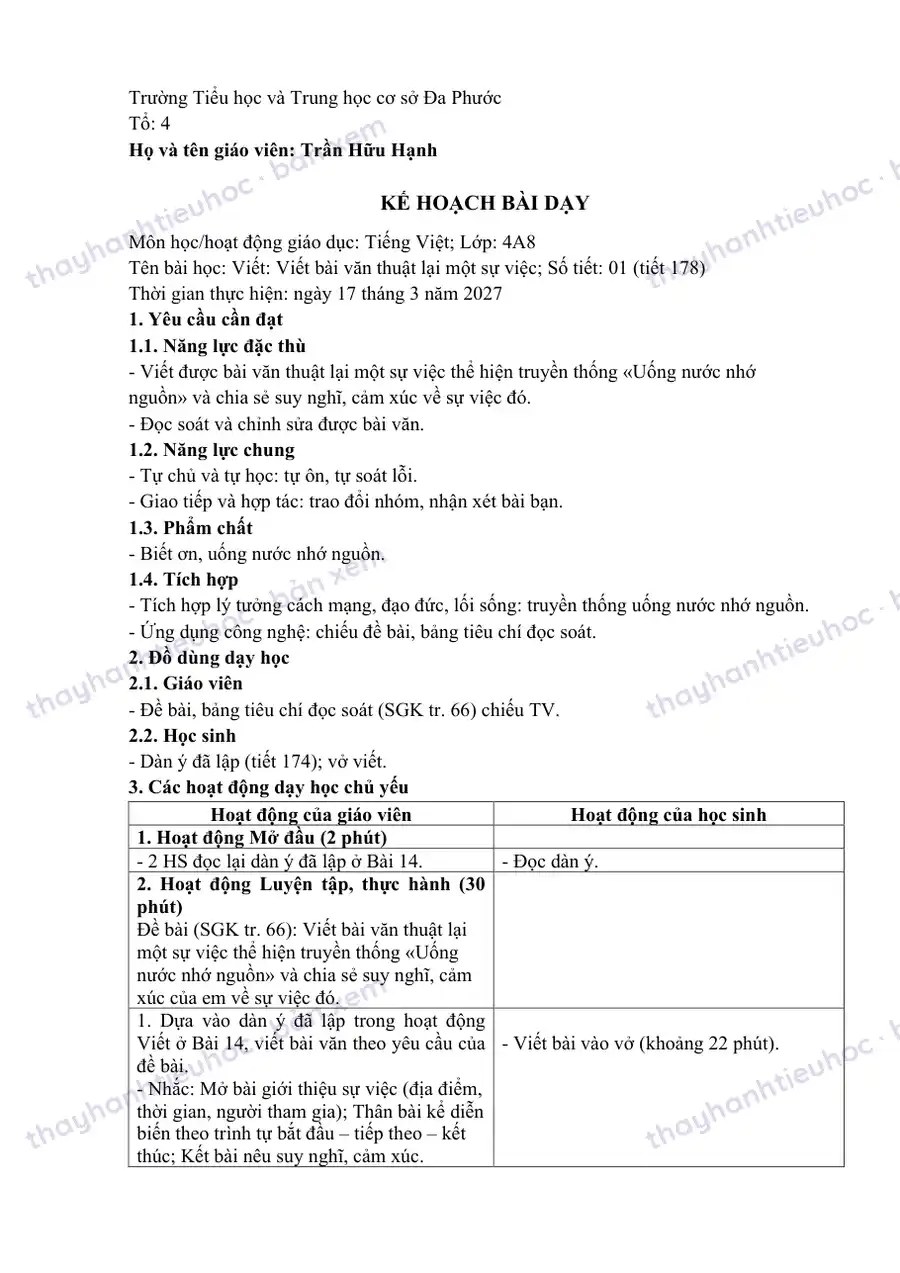 Trường Tiểu học và Trung học cơ sở Đa Phước
Tổ: 4
Họ và tên giáo viên: Trần Hữu Hạnh
KẾ HOẠCH BÀI DẠY
Môn học/hoạt động giáo dục: Tiếng Việt; Lớp: 4A8
Tên bài học: Viết: Viết bài văn thuật lại một sự việc; Số tiết: 01 (tiết 178)
Thời gian thực hiện: ngày 17 tháng 3 năm 2027
1. Yêu cầu cần đạt
1.1. Năng lực đặc thù
- Viết được bài văn thuật lại một sự việc thể hiện truyền thống «Uống nước nhớ
nguồn» và chia sẻ suy nghĩ, cảm xúc về sự việc đó.
- Đọc soát và chỉnh sửa được bài văn.
1.2. Năng lực chung
- Tự chủ và tự học: tự ôn, tự soát lỗi.
- Giao tiếp và hợp tác: trao đổi nhóm, nhận xét bài bạn.
1.3. Phẩm chất
- Biết ơn, uống nước nhớ nguồn.
1.4. Tích hợp
- Tích hợp lý tưởng cách mạng, đạo đức, lối sống: truyền thống uống nước nhớ nguồn.
- Ứng dụng công nghệ: chiếu đề bài, bảng tiêu chí đọc soát.
2. Đồ dùng dạy học
2.1. Giáo viên
- Đề bài, bảng tiêu chí đọc soát (SGK tr. 66) chiếu TV.
2.2. Học sinh
- Dàn ý đã lập (tiết 174); vở viết.
3. Các hoạt động dạy học chủ yếu
Hoạt động của giáo viên
Hoạt động của học sinh
1. Hoạt động Mở đầu (2 phút)
- 2 HS đọc lại dàn ý đã lập ở Bài 14.
- Đọc dàn ý.
2. Hoạt động Luyện tập, thực hành (30
phút)
Đề bài (SGK tr. 66): Viết bài văn thuật lại
một sự việc thể hiện truyền thống «Uống
nước nhớ nguồn» và chia sẻ suy nghĩ, cảm
xúc của em về sự việc đó.
1. Dựa vào dàn ý đã lập trong hoạt động
Viết ở Bài 14, viết bài văn theo yêu cầu của
đề bài.
- Nhắc: Mở bài giới thiệu sự việc (địa điểm,
thời gian, người tham gia); Thân bài kể diễn
biến theo trình tự bắt đầu – tiếp theo – kết
thúc; Kết bài nêu suy nghĩ, cảm xúc.
- Viết bài vào vở (khoảng 22 phút).
thayhanhtieuhoc · bản xem
thayhanhtieuhoc · b
thayhanhtieuhoc · bản xem
thayhanhtieuhoc · b
thayhanhtieuhoc · bản xem
thayhanhtieuhoc · b